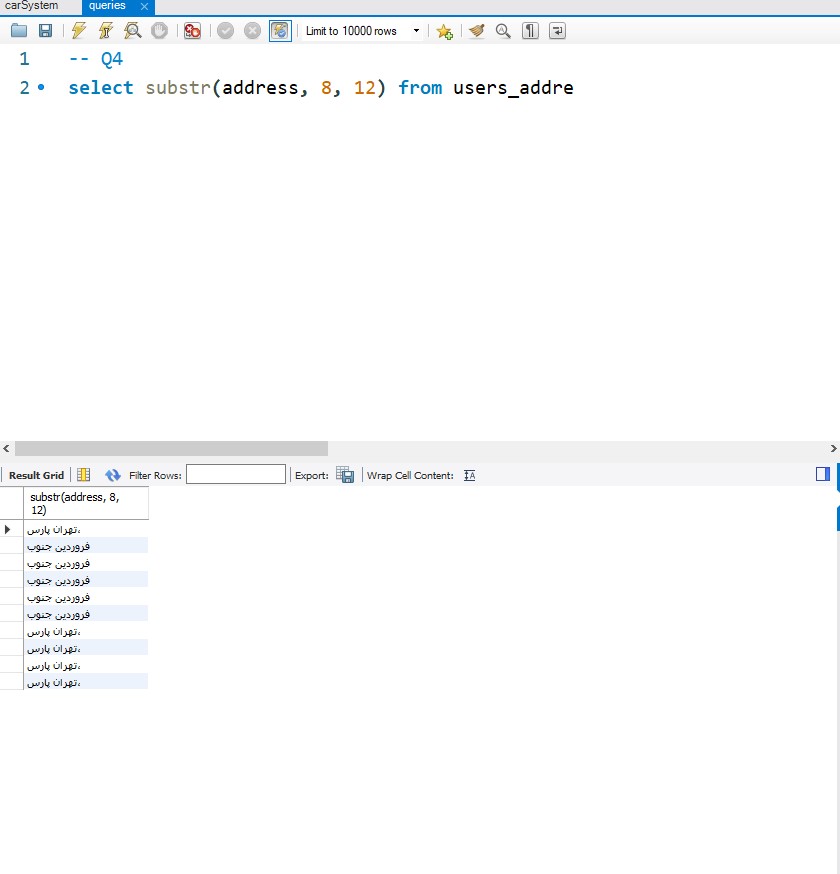 carSystem
queries
Limit to 10000 rows
1 -- Q4
2 select substr(address, 8, 12) from users_addre
Result Grid
Filter Rows:
Export:
Wrap Cell Content:
substr(address, 8,
12)
تهران پارس،
فروردین جنوب
فروردین جنوب
فروردین جنوب
فروردین جنوب
فروردین جنوب
تهران پارس،
تهران پارس،
تهران پارس،
تهران پارس،